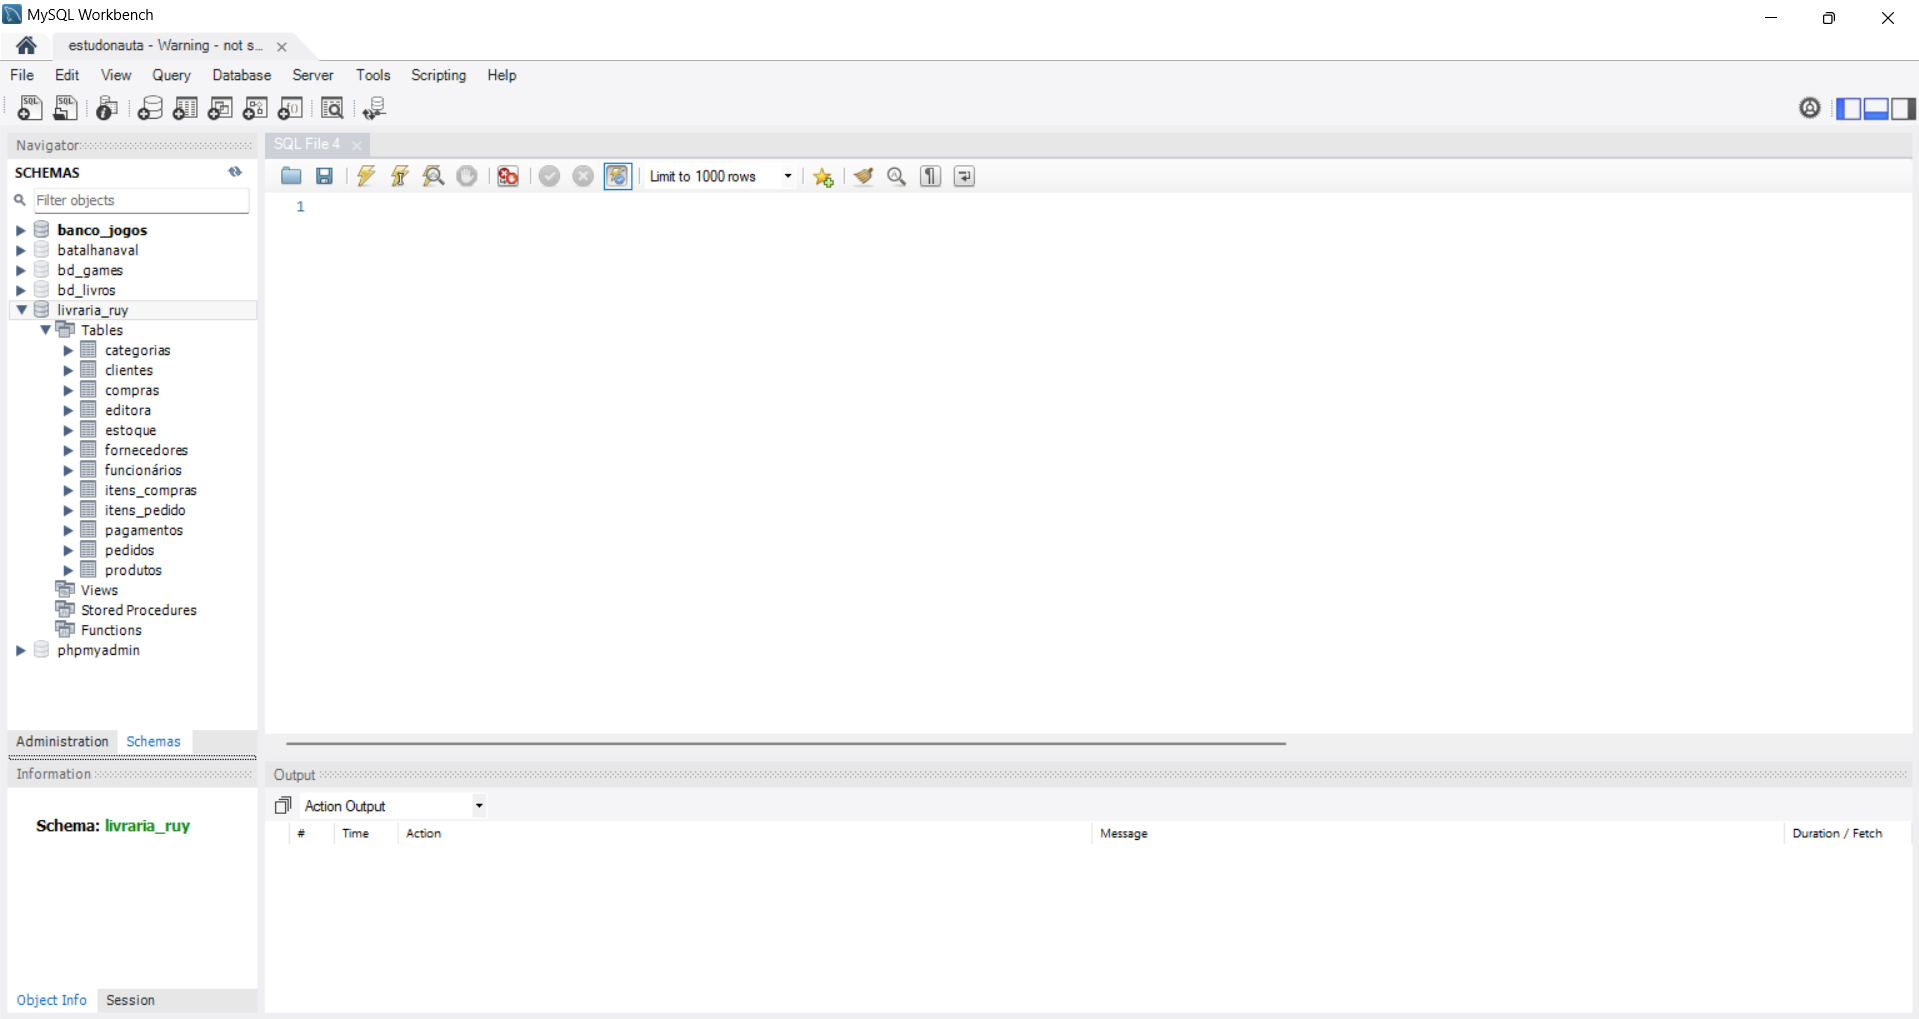 MySQL Workbench
estudonauta - Warning - not s...
File Edit View Query Database Server Tools Scripting Help
Navigator
SCHEMAS
Filter objects
banco_jogos
batalhanaval
bd_games
bd_livros
livraria_ruy
Tables
categorias
clientes
compras
editora
estoque
fornecedores
funcionários
itens_compras
itens_pedido
pagamentos
pedidos
produtos
Views
Stored Procedures
Functions
phpmyadmin
Administration Schemas
Information
Schema: livraria_ruy
Object Info Session
SQL File 4
Limit to 1000 rows
1
Output
Action Output
# Time Action Message Duration / Fetch